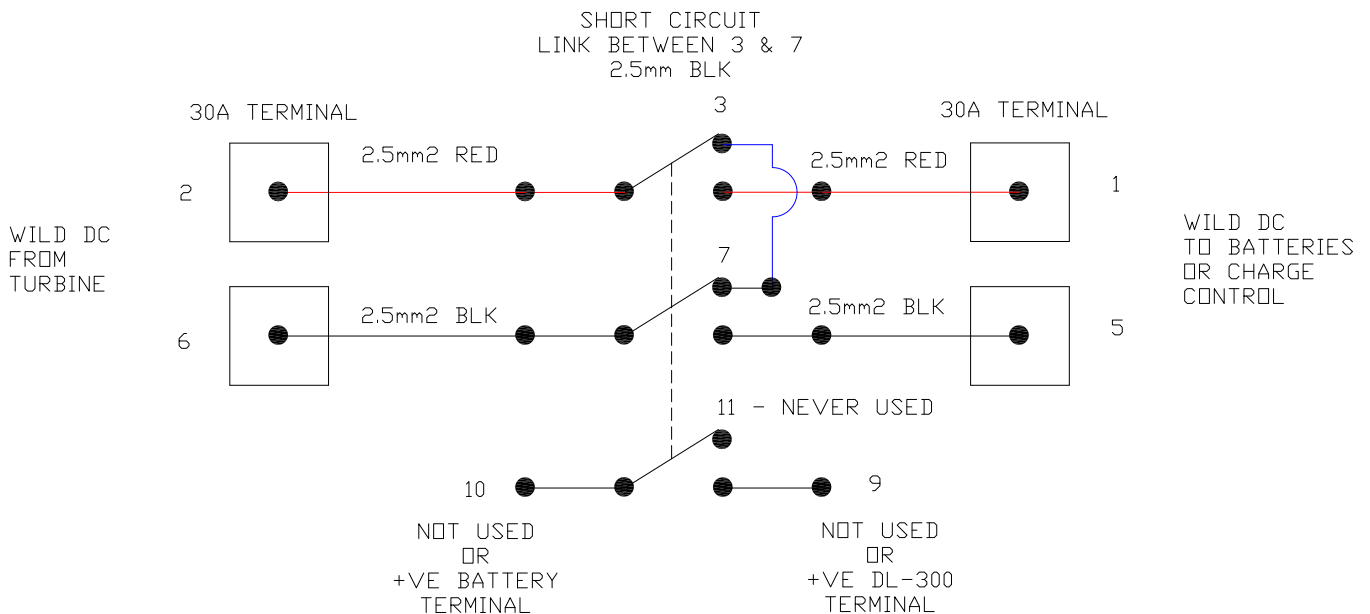 SHORT CIRCUIT
LINK BETWEEN 3 & 7
2.5mm BLK
3
30A TERMINAL
30A TERMINAL
2.5mm2 RED
2.5mm2 RED
2
1
WILD DC
FROM
TURBINE
WILD DC
TO BATTERIES
OR CHARGE
CONTROL
7
2.5mm2 BLK
2.5mm2 BLK
6
5
11 - NEVER USED
10
9
NOT USED
OR
+VE BATTERY
TERMINAL
NOT USED
OR
+VE DL-300
TERMINAL